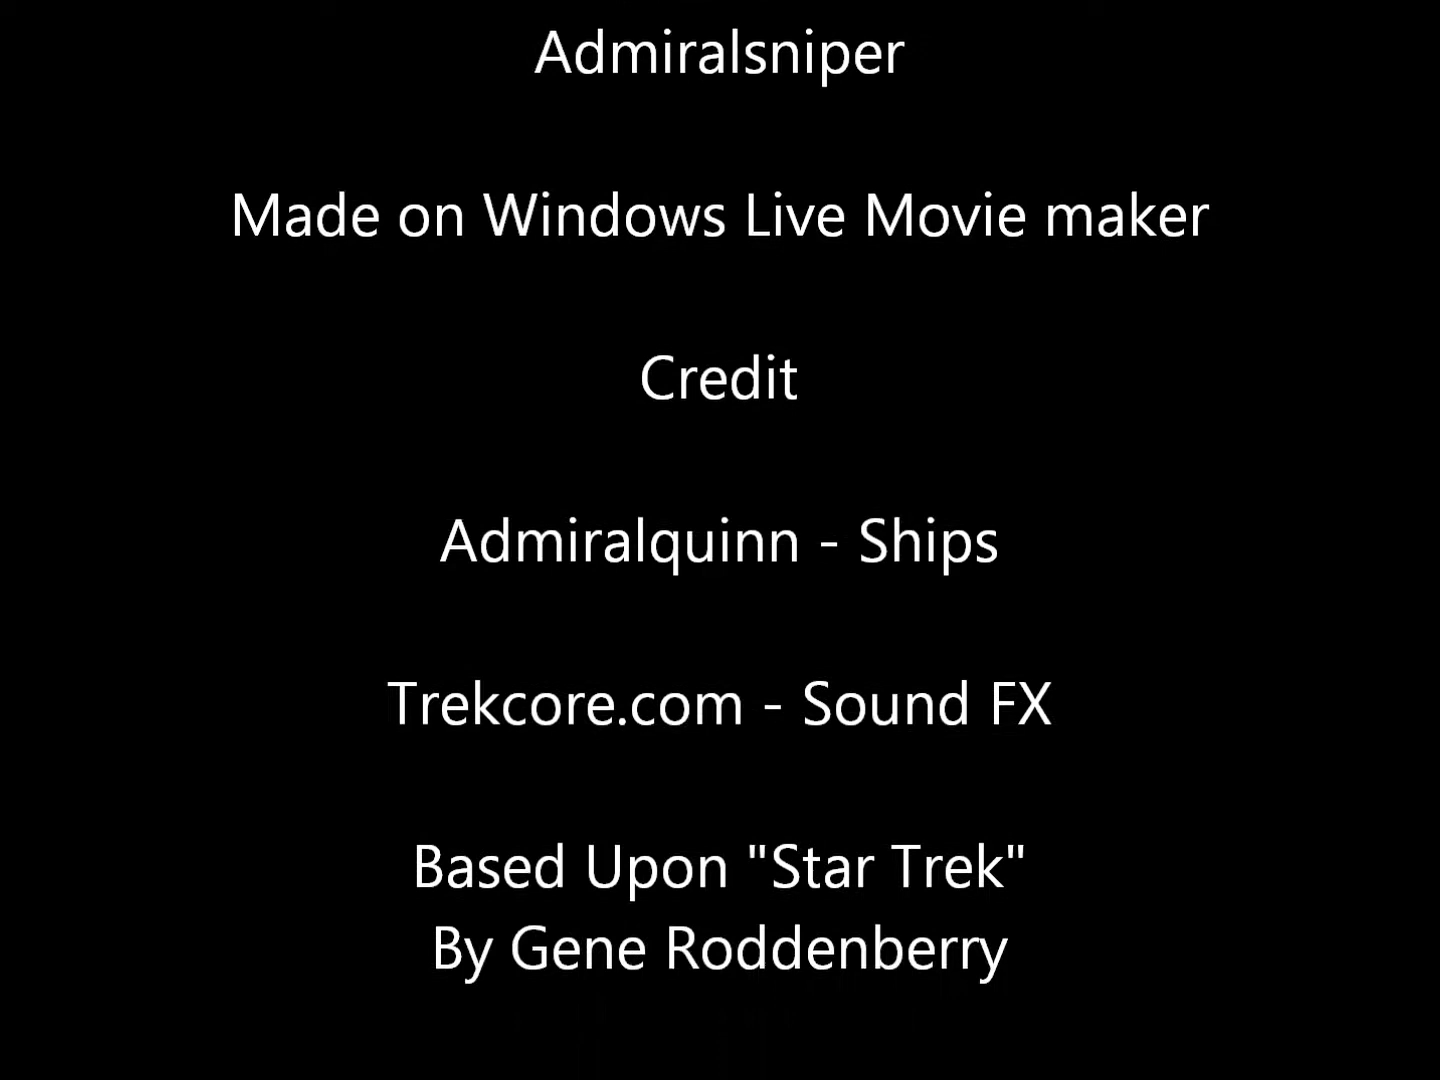 Admiralsniper
Made on Windows Live Movie maker
Credit
Admiralquinn - Ships
Trekcore.com - Sound FX
Based Upon "Star Trek"
By Gene Roddenberry